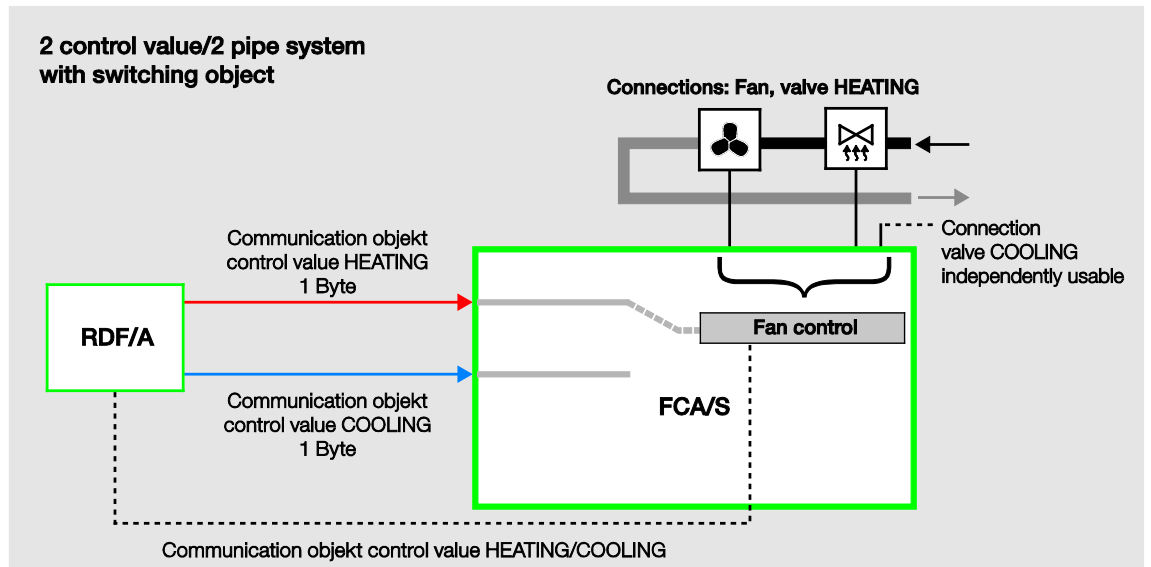 2 control value/2 pipe system
with switching object
Connections: Fan, valve HEATING
Connection
valve COOLING
independently usable
Communication objekt
control value HEATING
1 Byte
RDF/A
Fan control
FCA/S
Communication objekt
control value COOLING
1 Byte
Communication objekt control value HEATING/COOLING